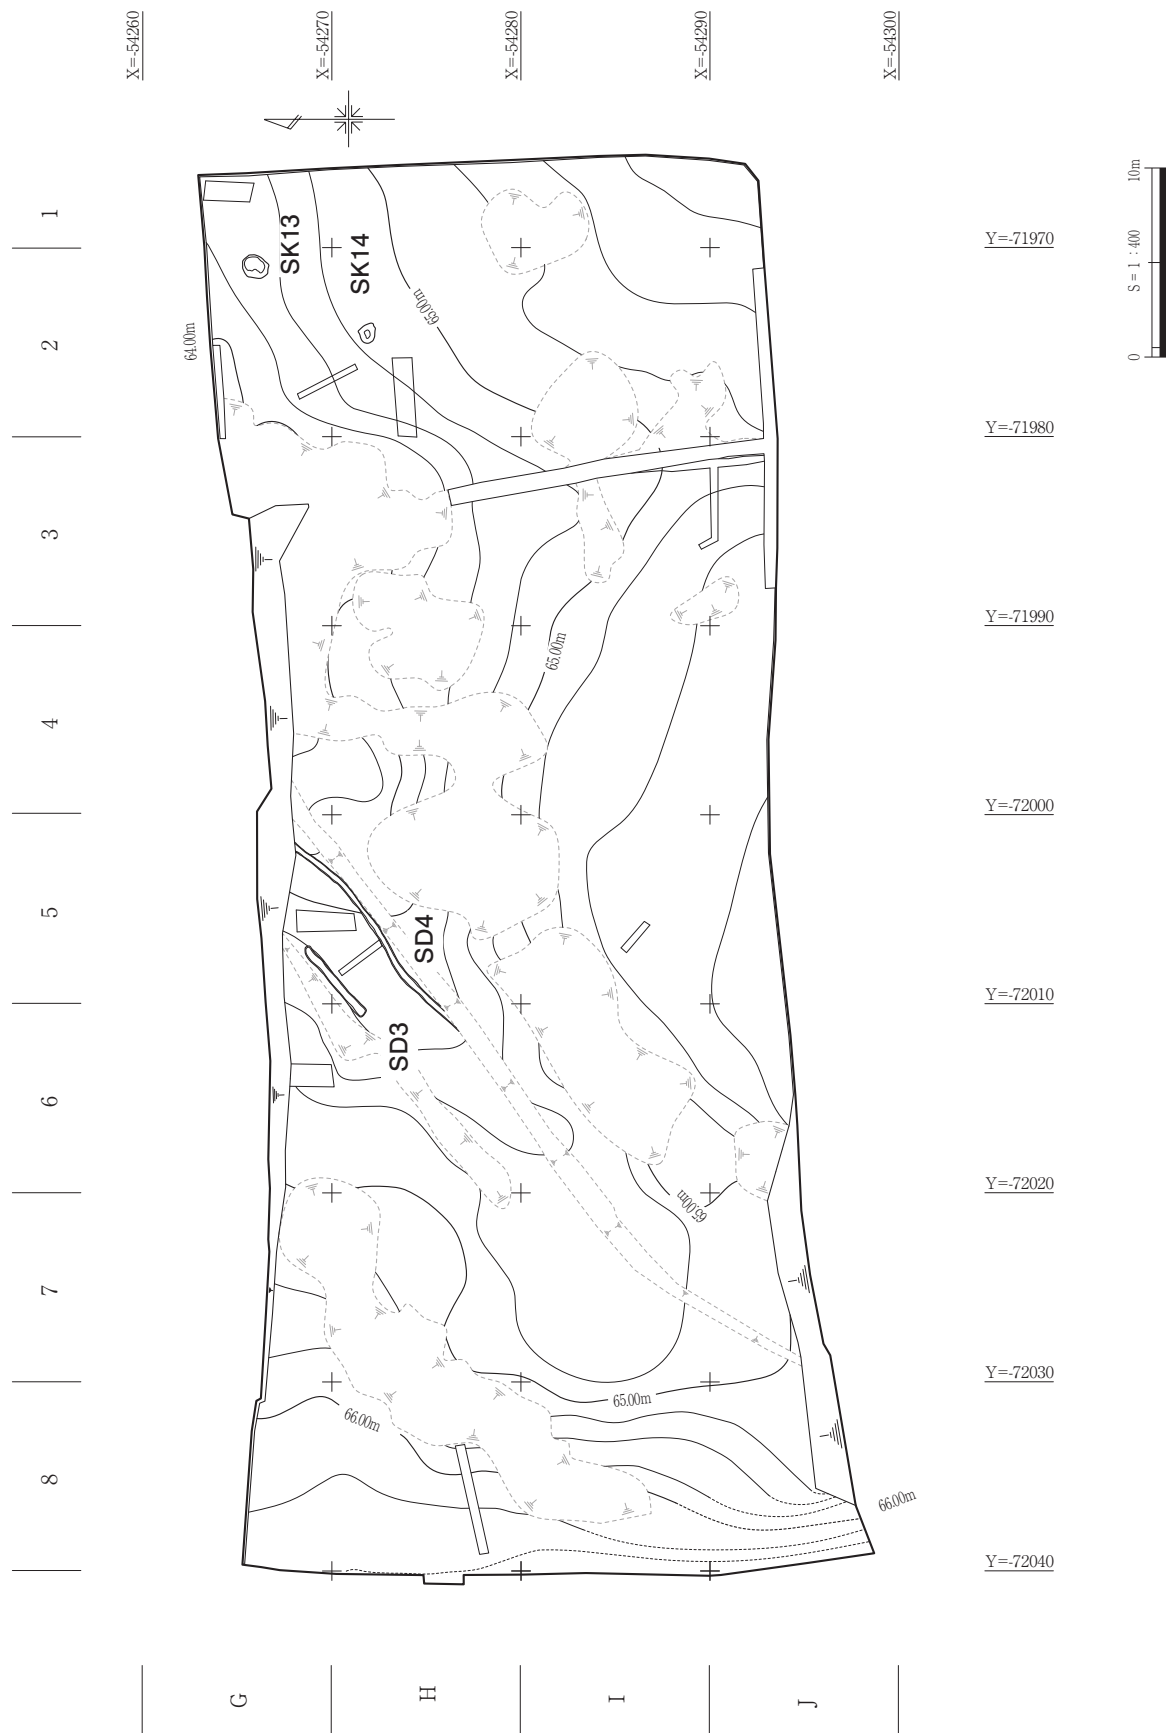 X=-54260
X=-54270
X=-54280
X=-54290
X=-54300
1
2
3
4
5
6
7
8
SK13
SK14
64.00m
65.00m
65.00m
SD4
SD3
65.00m
65.00m
66.00m
66.00m
Y=-71970
Y=-71980
Y=-71990
Y=-72000
Y=-72010
Y=-72020
Y=-72030
Y=-72040
0 S = 1 : 400 10m
G
H
I
J